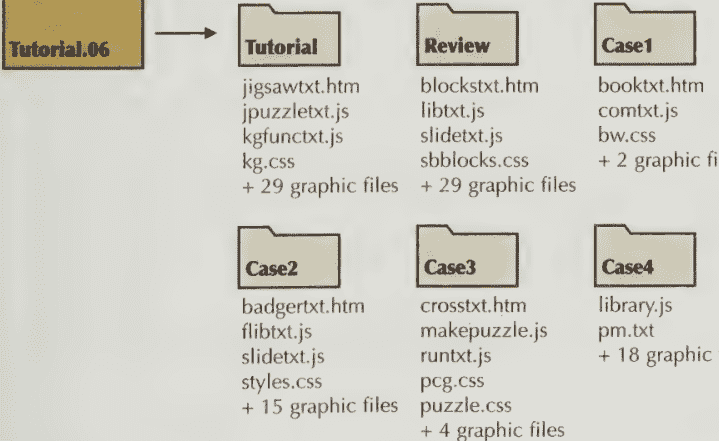 Tutorial.06
Tutorial
jigsawtxt.htm
jpuzzletxt.js
kgfunctxt.js
kg.css
+ 29 graphic files
Review
blockstxt.htm
libtxt.js
slidetxt.js
sbblocks.css
+ 29 graphic files
Case1
booktxt.htm
comtxt.js
bw.css
+ 2 graphic fi
Case2
badgertxt.htm
flibtxt.js
slidetxt.js
styles.css
+ 15 graphic files
Case3
crosstxt.htm
makepuzzle.js
runtxt.js
pcg.css
puzzle.css
+ 4 graphic files
Case4
library.js
pm.txt
+ 18 graphic